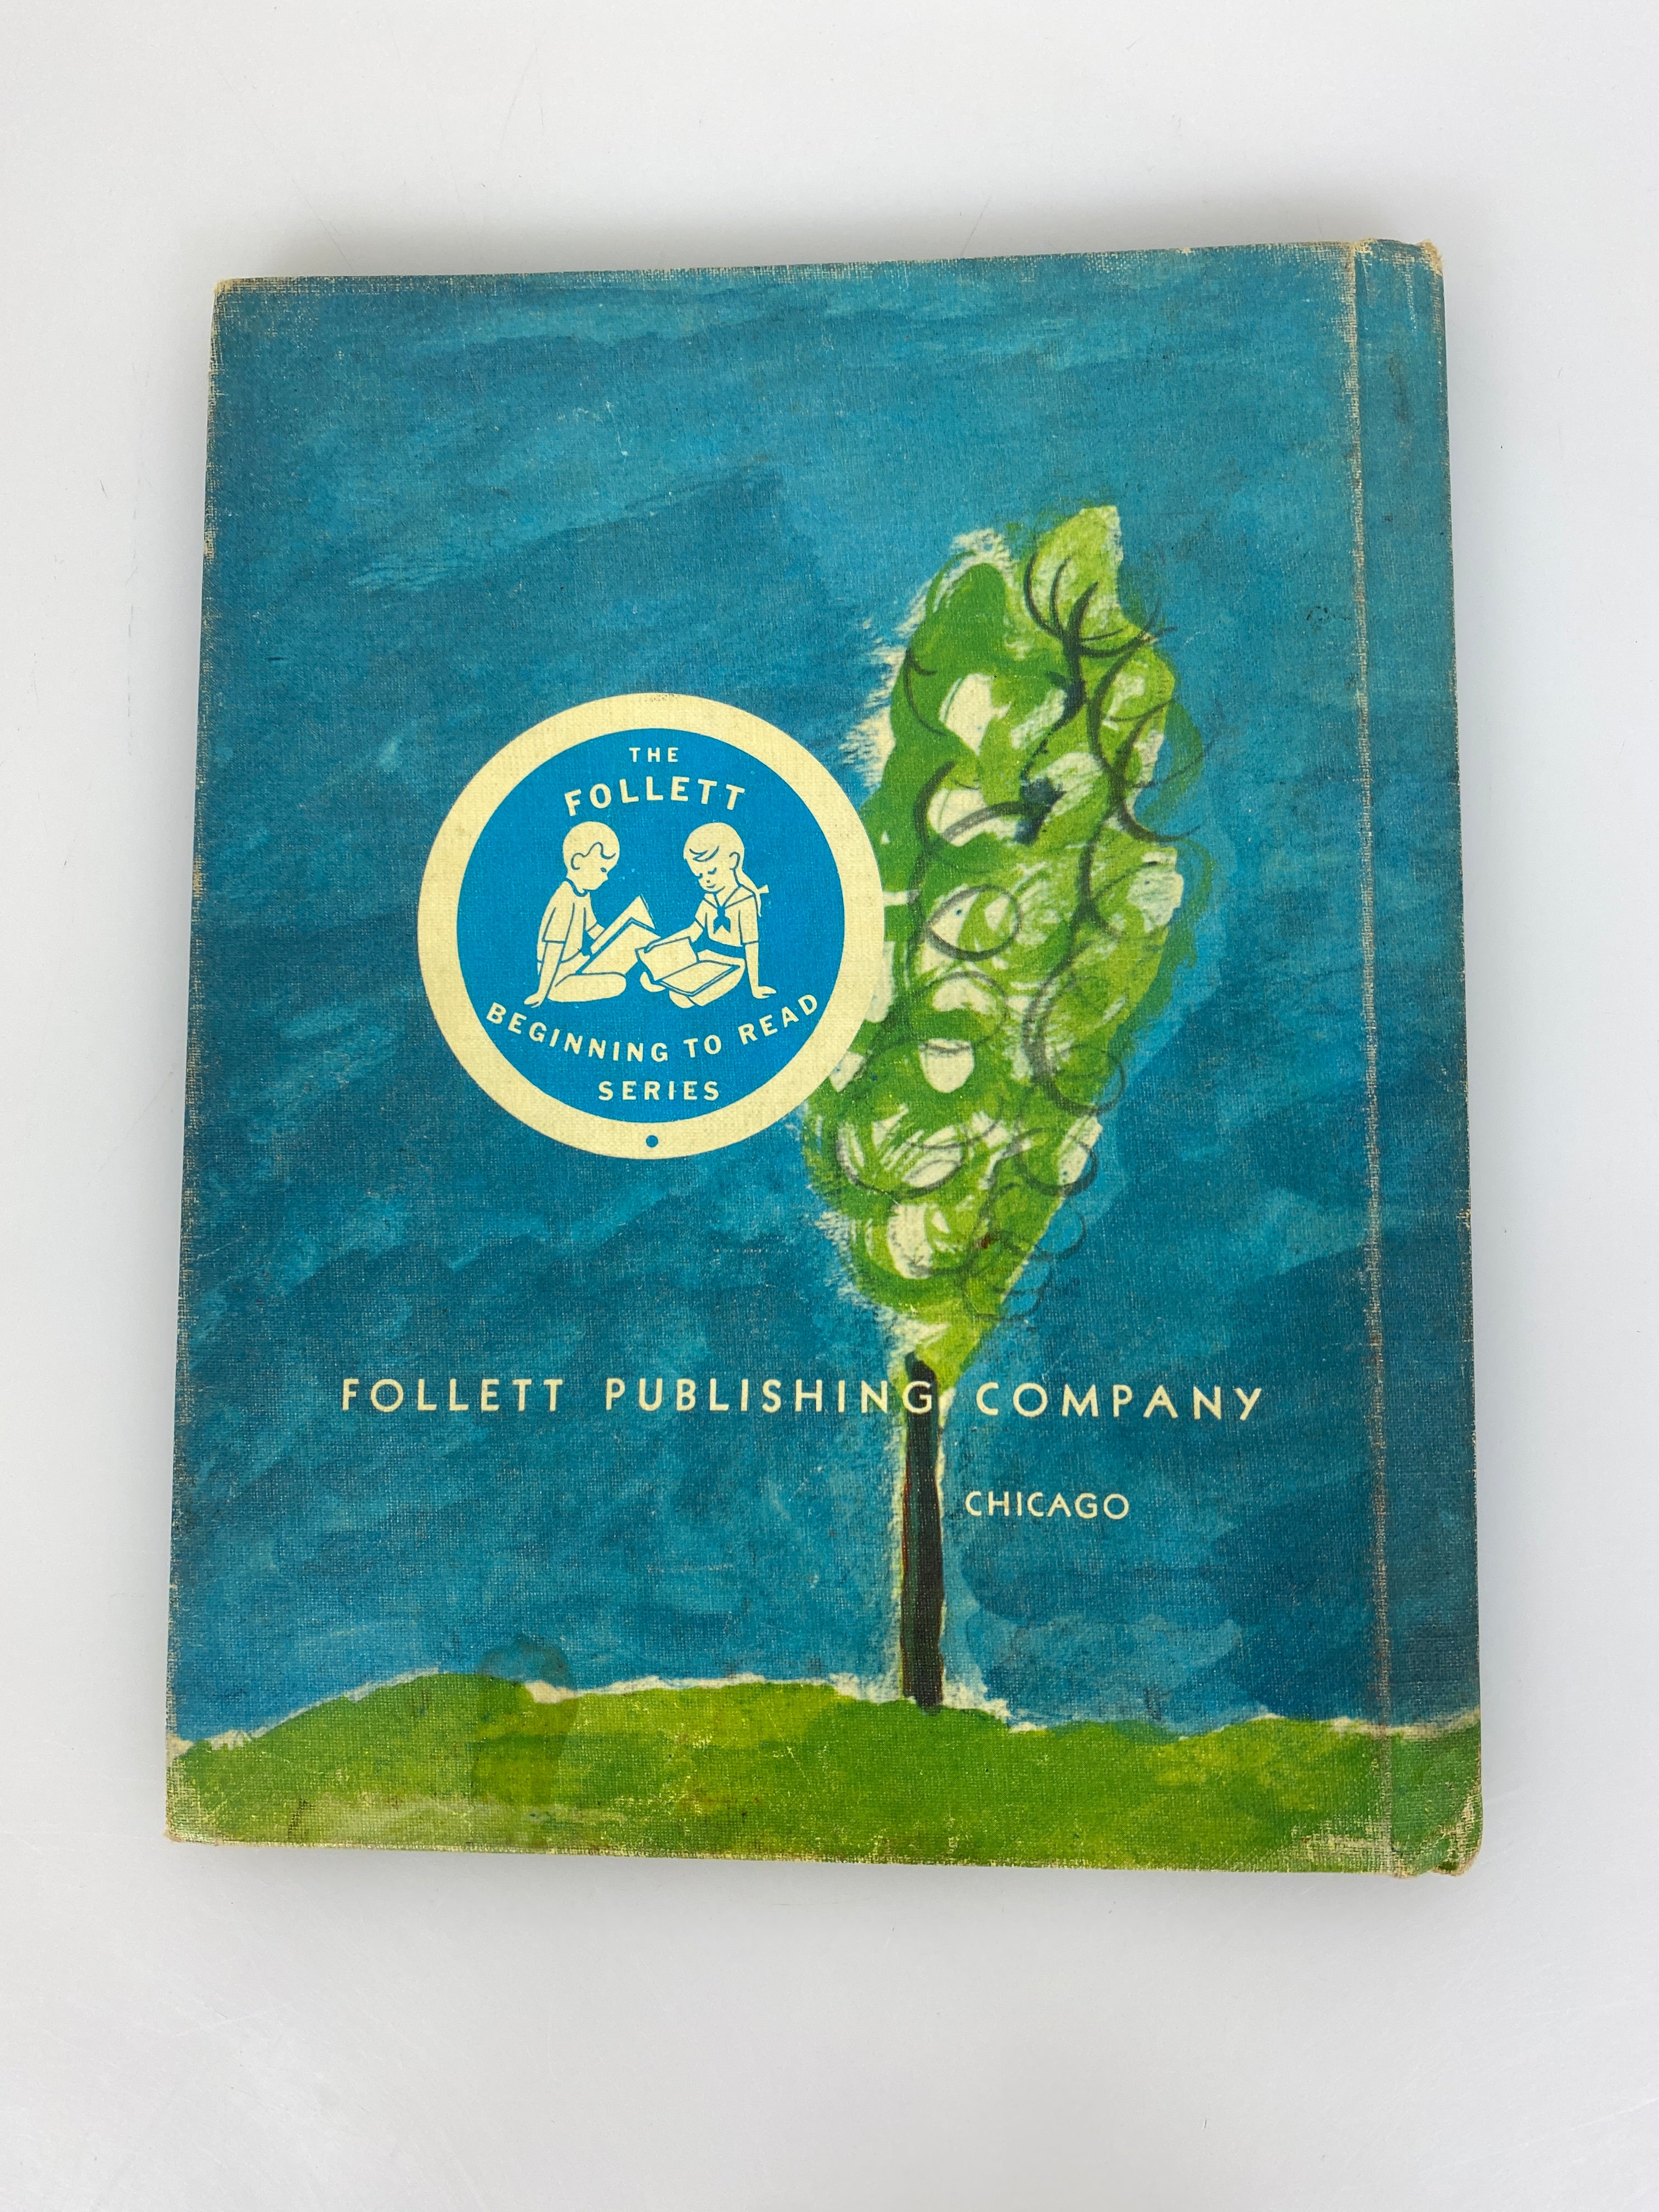 THE
FOLLETT
BEGINNING TO READ
SERIES
FOLLETT PUBLISHING COMPANY
CHICAGO